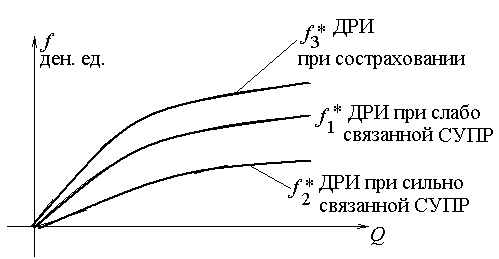 f
ден. ед.
f₃* ДРИ
при состраховании
f₁* ДРИ при слабо
связанной СУПР
f₂* ДРИ при сильно
связанной СУПР
Q